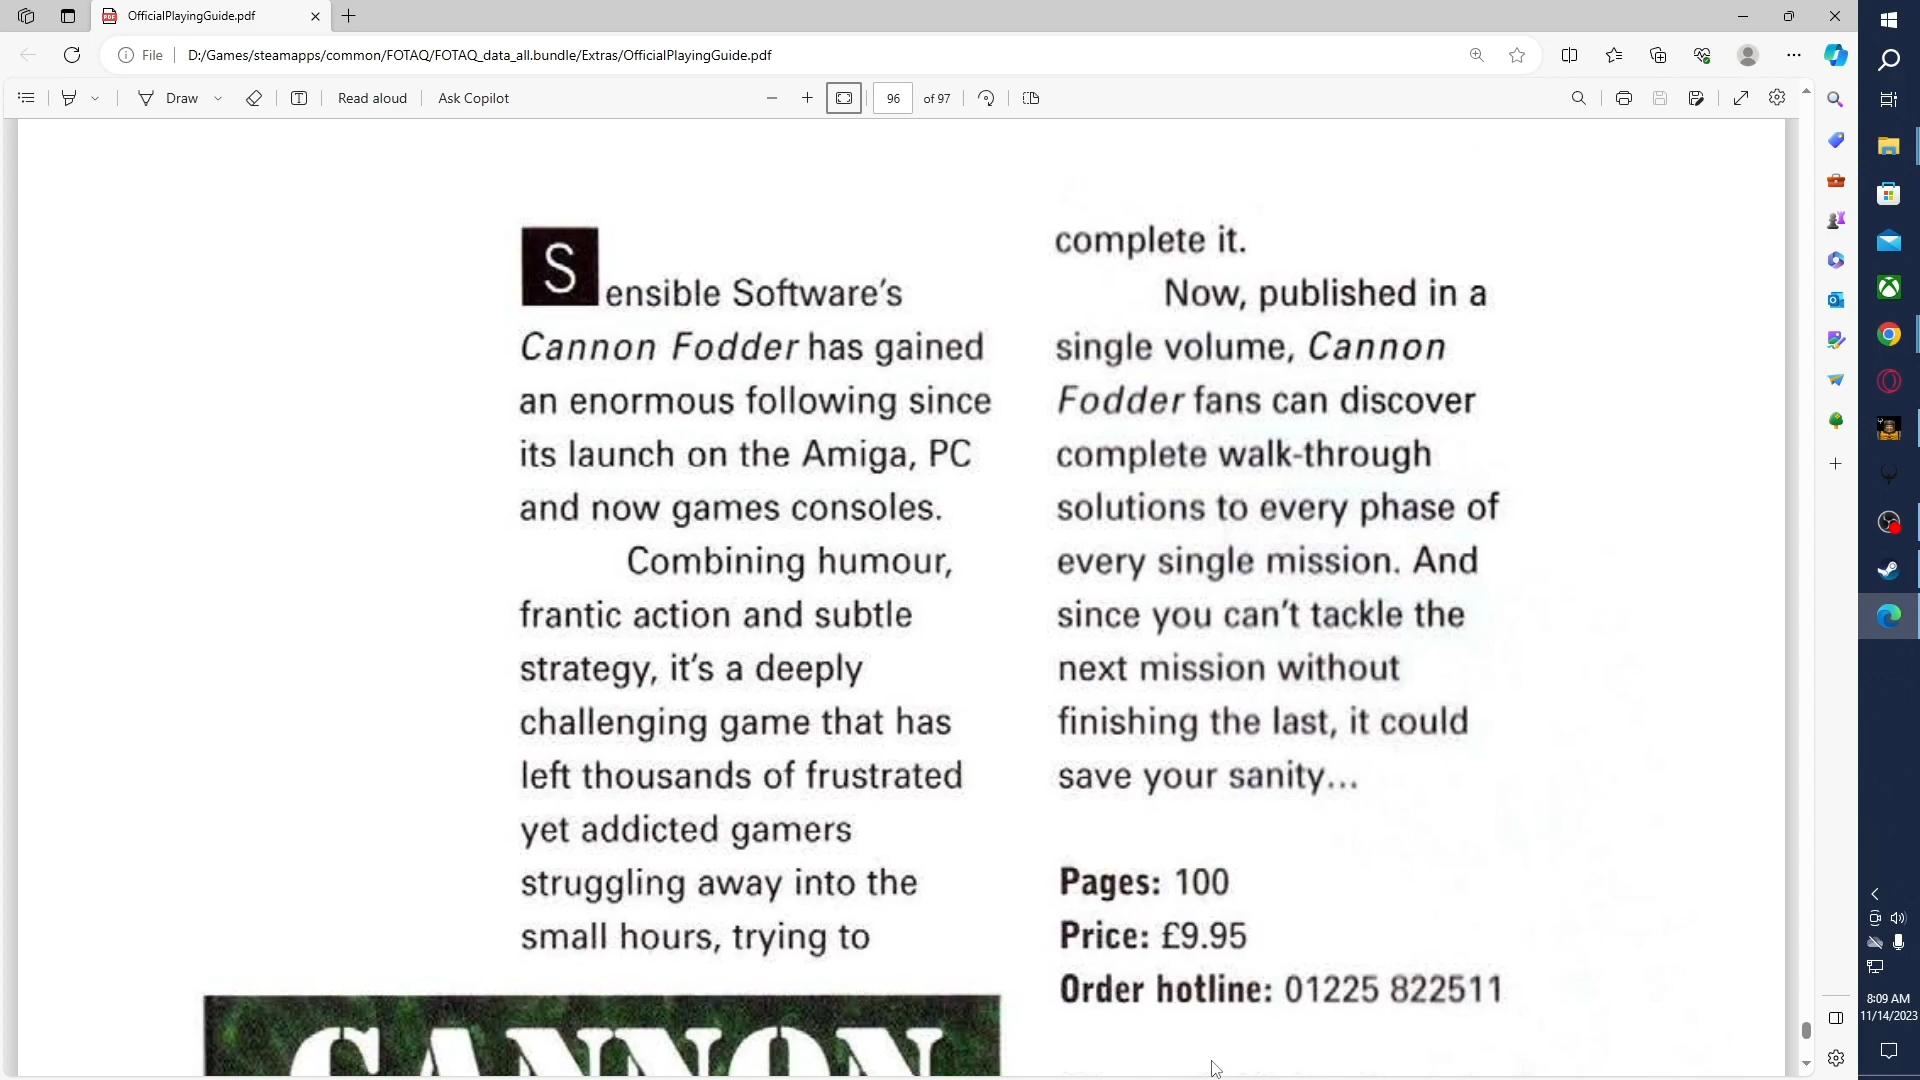 OfficialPlayingGuide.pdf
File
D:/Games/steamapps/common/FOTAQ/FOTAQ_data_all.bundle/Extras/OfficialPlayingGuide.pdf
Draw
Read aloud
Ask Copilot
96 of 97
Sensible Software's
Cannon Fodder has gained
an enormous following since
its launch on the Amiga, PC
and now games consoles.
Combining humour,
frantic action and subtle
strategy, it's a deeply
challenging game that has
left thousands of frustrated
yet addicted gamers
struggling away into the
small hours, trying to
complete it.
Now, published in a
single volume, Cannon
Fodder fans can discover
complete walk-through
solutions to every phase of
every single mission. And
since you can't tackle the
next mission without
finishing the last, it could
save your sanity...
Pages: 100
Price: £9.95
Order hotline: 01225 822511
CANNON
8:09 AM
11/14/2023